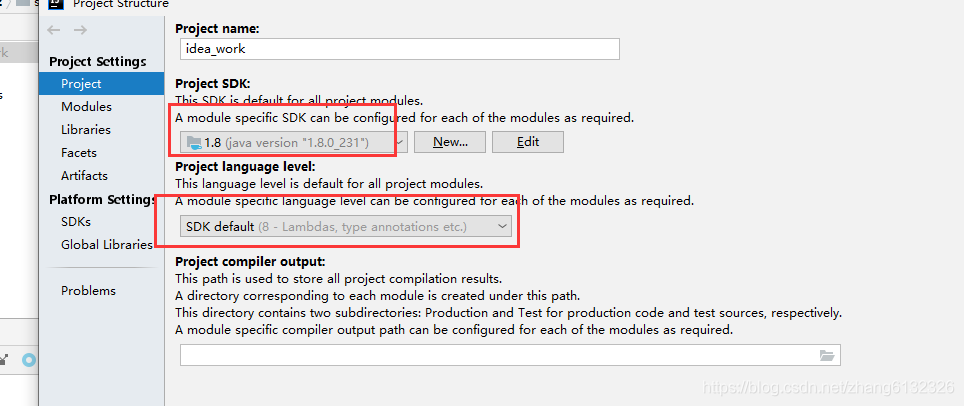 Project Structure
Project name:
idea_work
Project Settings
Project
Modules
Libraries
Facets
Artifacts
Platform Settings
SDKs
Global Libraries
Problems
Project SDK:
This SDK is default for all project modules.
A module specific SDK can be configured for each of the modules as required.
1.8 (java version "1.8.0_231")
New...
Edit
Project language level:
This language level is default for all project modules.
A module specific language level can be configured for each of the modules as required.
SDK default (8 - Lambdas, type annotations etc.)
Project compiler output:
This path is used to store all project compilation results.
A directory corresponding to each module is created under this path.
This directory contains two subdirectories: Production and Test for production code and test sources, respectively.
A module specific compiler output path can be configured for each of the modules as required.
https://blog.csdn.net/zhang6132326